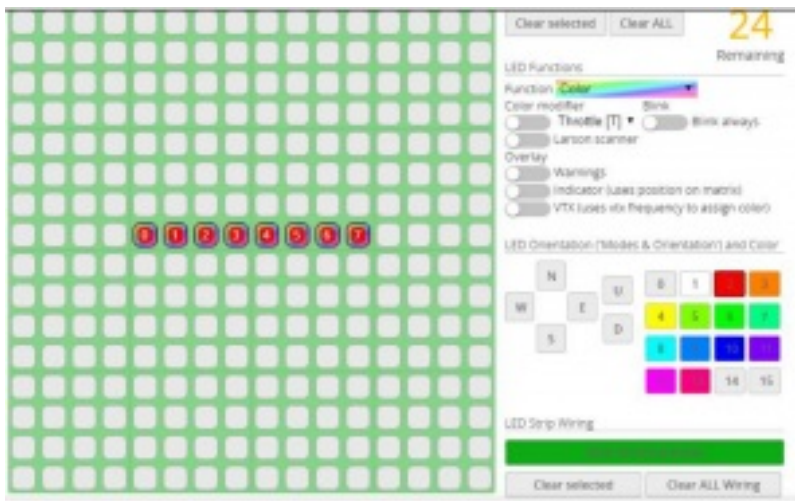 Clear selected Clear ALL
24
Remaining
LED Functions
Function Color
Color modifier Blink
Throttle [T] Blink always
Larson scanner
Overlay
Warnings
Indicator (uses position on matrix)
VTX (uses vtx frequency to assign color)
0 1 2 3 4 5 6 7
LED Orientation ('Modes & Orientation') and Color
N
W E
S
U
D
0 1 2 3
4 5 6 7
8 10 11
14 15
LED Strip Wiring
Clear selected Clear ALL Wiring